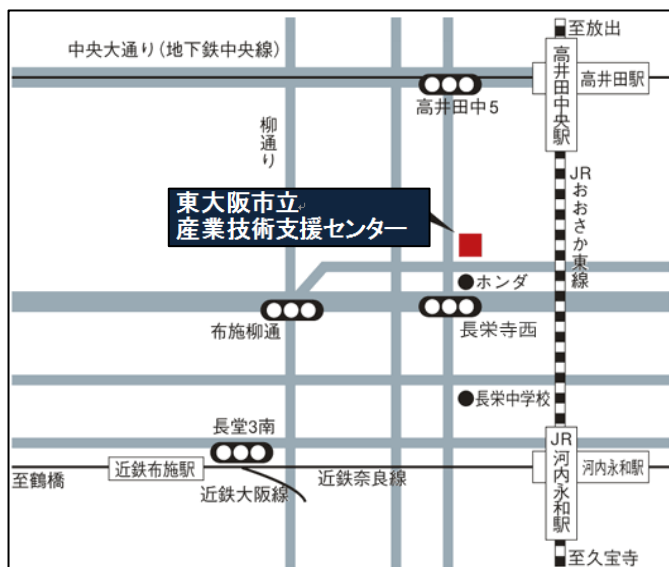 至放出
中央大通り(地下鉄中央線)
高井田中央駅
高井田駅
高井田中5
柳通り
JRおおさか東線
東大阪市立
産業技術支援センター
ホンダ
布施柳通
長栄寺西
長栄中学校
長堂3南
JR
河内永和駅
河内永和駅
近鉄布施駅
近鉄奈良線
至鶴橋
近鉄大阪線
至久宝寺